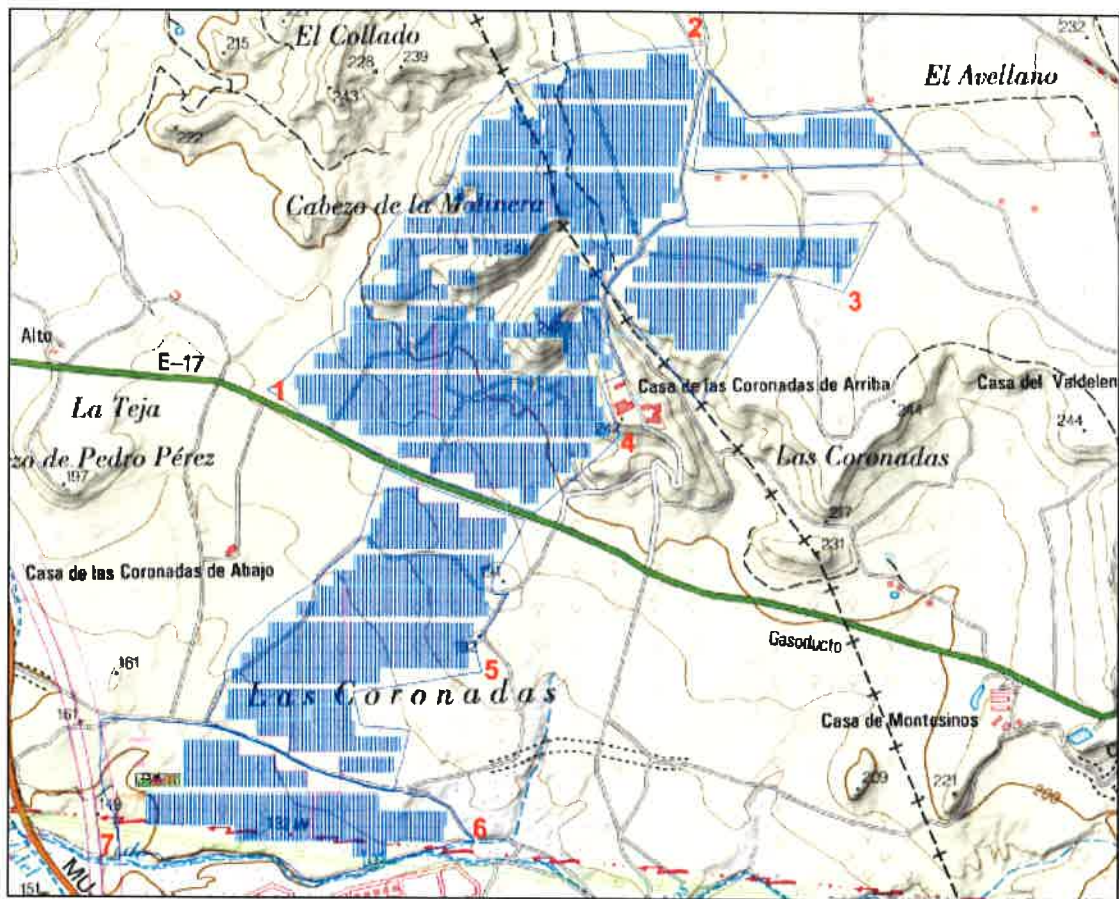 2
232
El Collado
215
239
228
El Avellano
243
222
Cabezo de la Molinera
3
Alto
E-17
Casa de las Coronadas de Arriba
Casa del Valdelen
1
La Teja
244
244
4
zo de Pedro Pérez
Las Coronadas
197
231
Casa de las Coronadas de Abajo
Gasoducto
161
5
Las Coronadas
161
Casa de Montesinos
209
221
200
149
6
7
MU
151